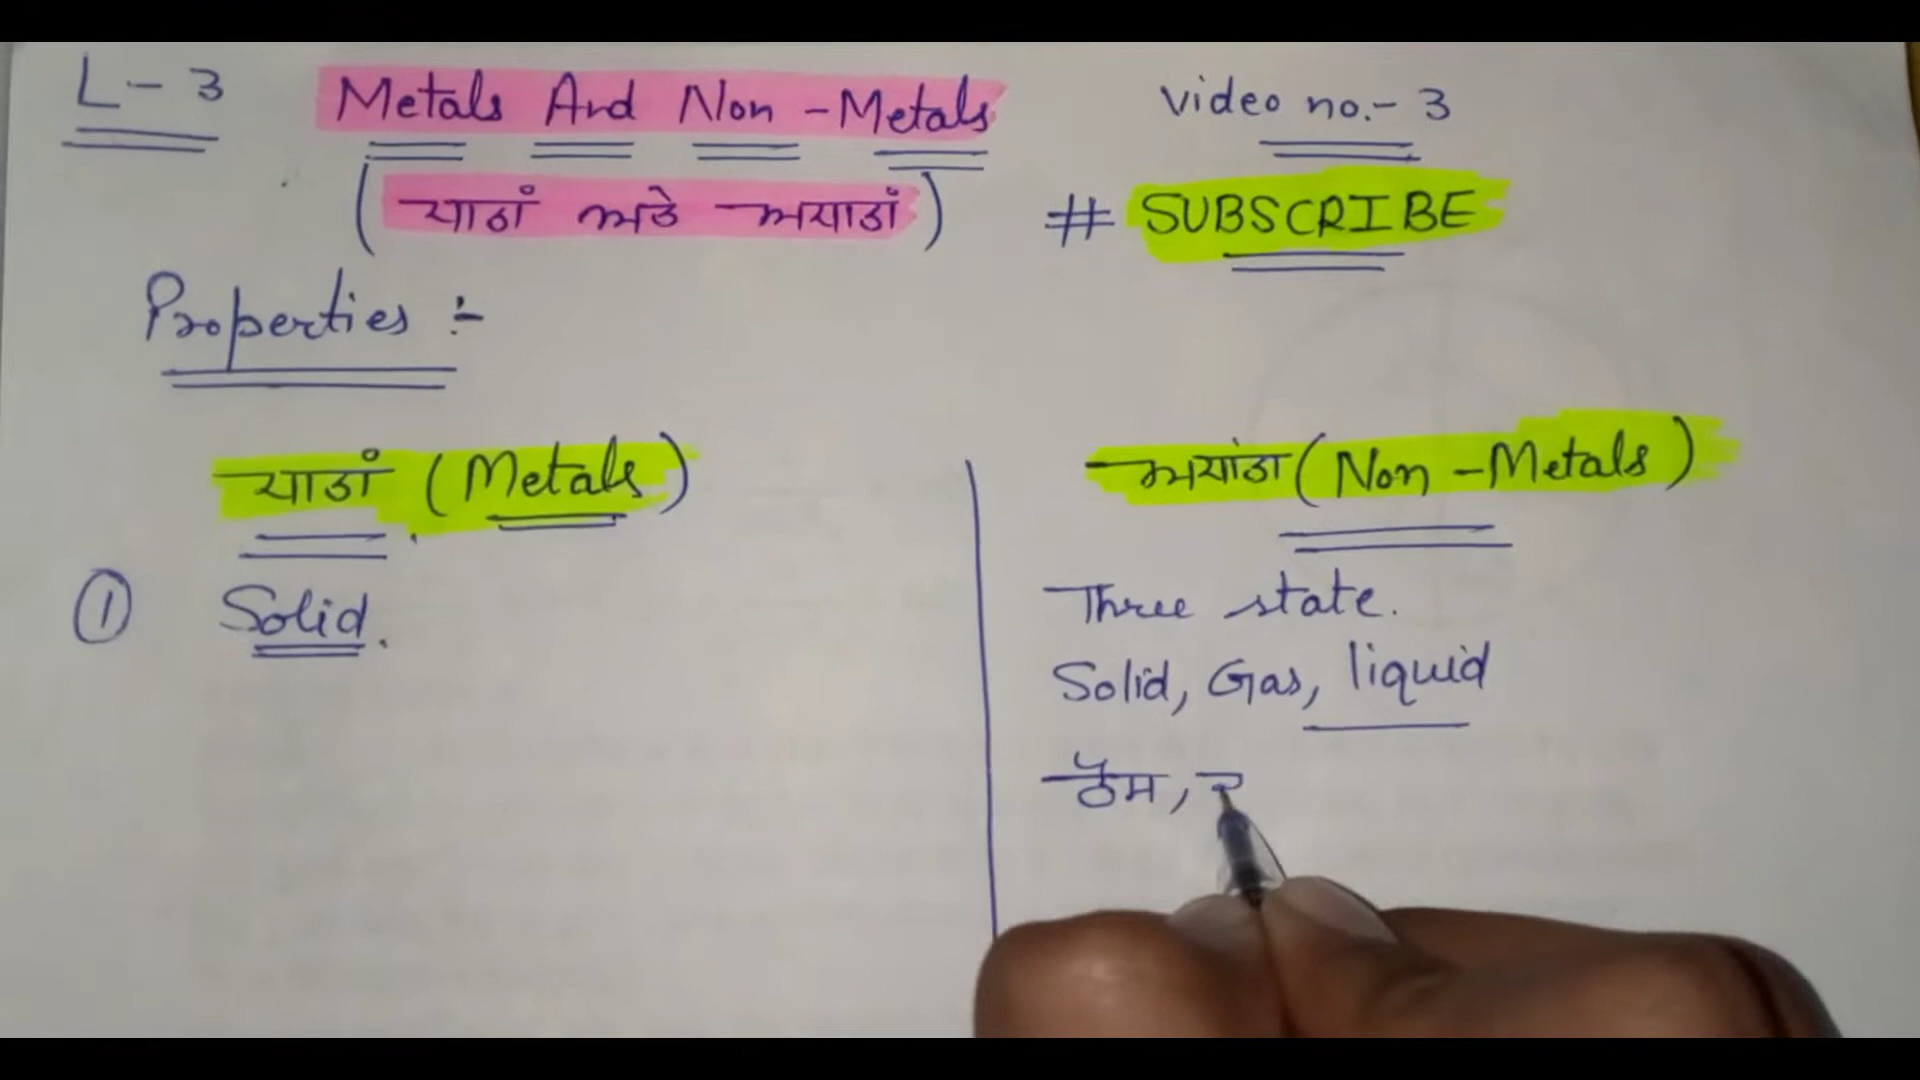 L-3 Metals And Non-Metals Video no.- 3
(ਧਾਤਾਂ ਅਤੇ ਅਧਾਤਾਂ) # SUBSCRIBE
Properties :-
ਧਾਤਾਂ (Metals) ਅਧਾਂਤਾ (Non-Metals)
① Solid. Three state.
Solid, Gas, liquid
ਠੋਸ,